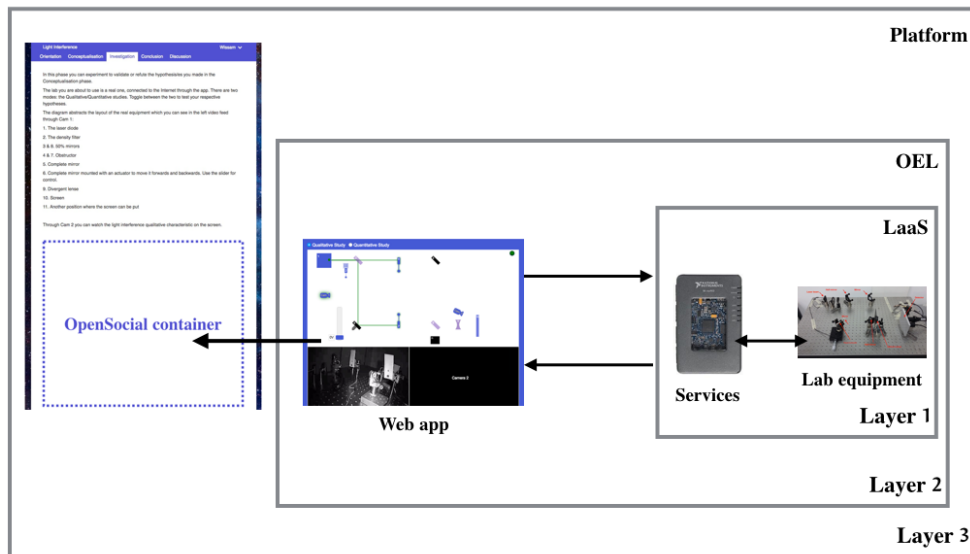 Platform
Light Interference
Wissam
Orientation Conceptualisation Investigation Conclusion Discussion
In this phase you can experiment to validate or refute the hypothesis/es you made in the
Conceptualisation phase.
The lab you are about to use is a real one, connected to the Internet through the app. There are two
modes: the Qualitative/Quantitative studies. Toggle between the two to test your respective
hypotheses.
The diagram abstracts the layout of the real equipment which you can see in the left video feed
through Cam 1:
1. The laser diode
2. The density filter
3 & 8. 50% mirrors
4 & 7. Obstructor
5. Complete mirror
6. Complete mirror mounted with an actuator to move it forwards and backwards. Use the slider for
control.
9. Divergent lense
10. Screen
11. Another position where the screen can be put
Through Cam 2 you can watch the light interference qualitative characteristic on the screen.
OpenSocial container
OEL
Qualitative Study Quantitative Study
Camera 2
Web app
LaaS
Services
Lab equipment
Layer 1
Layer 2
Layer 3